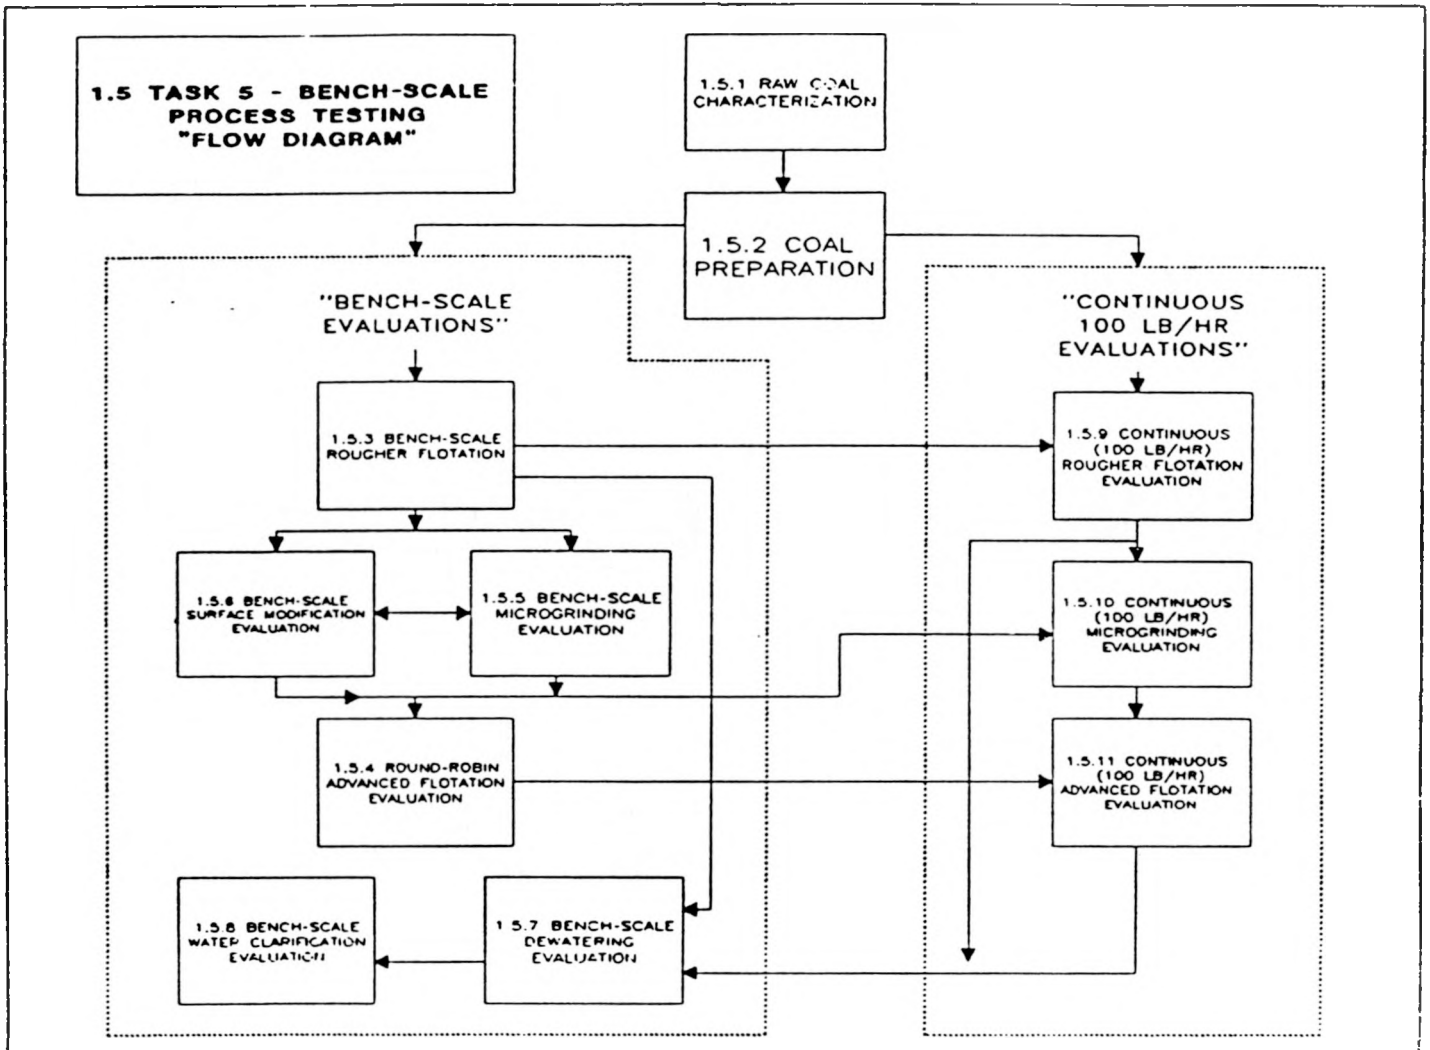 1.5 TASK 5 - BENCH-SCALE
PROCESS TESTING
"FLOW DIAGRAM"
1.5.1 RAW COAL
CHARACTERIZATION
1.5.2 COAL
PREPARATION
"BENCH-SCALE
EVALUATIONS"
"CONTINUOUS
100 LB/HR
EVALUATIONS"
1.5.3 BENCH-SCALE
ROUGHER FLOTATION
1.5.9 CONTINUOUS
(100 LB/HR)
ROUGHER FLOTATION
EVALUATION
1.5.6 BENCH-SCALE
SURFACE MODIFICATION
EVALUATION
1.5.5 BENCH-SCALE
MICROGRINDING
EVALUATION
1.5.10 CONTINUOUS
(100 LB/HR)
MICROGRINDING
EVALUATION
1.5.4 ROUND-ROBIN
ADVANCED FLOTATION
EVALUATION
1.5.11 CONTINUOUS
(100 LB/HR)
ADVANCED FLOTATION
EVALUATION
1.5.8 BENCH-SCALE
WATER CLARIFICATION
EVALUATION
1.5.7 BENCH-SCALE
DEWATERING
EVALUATION